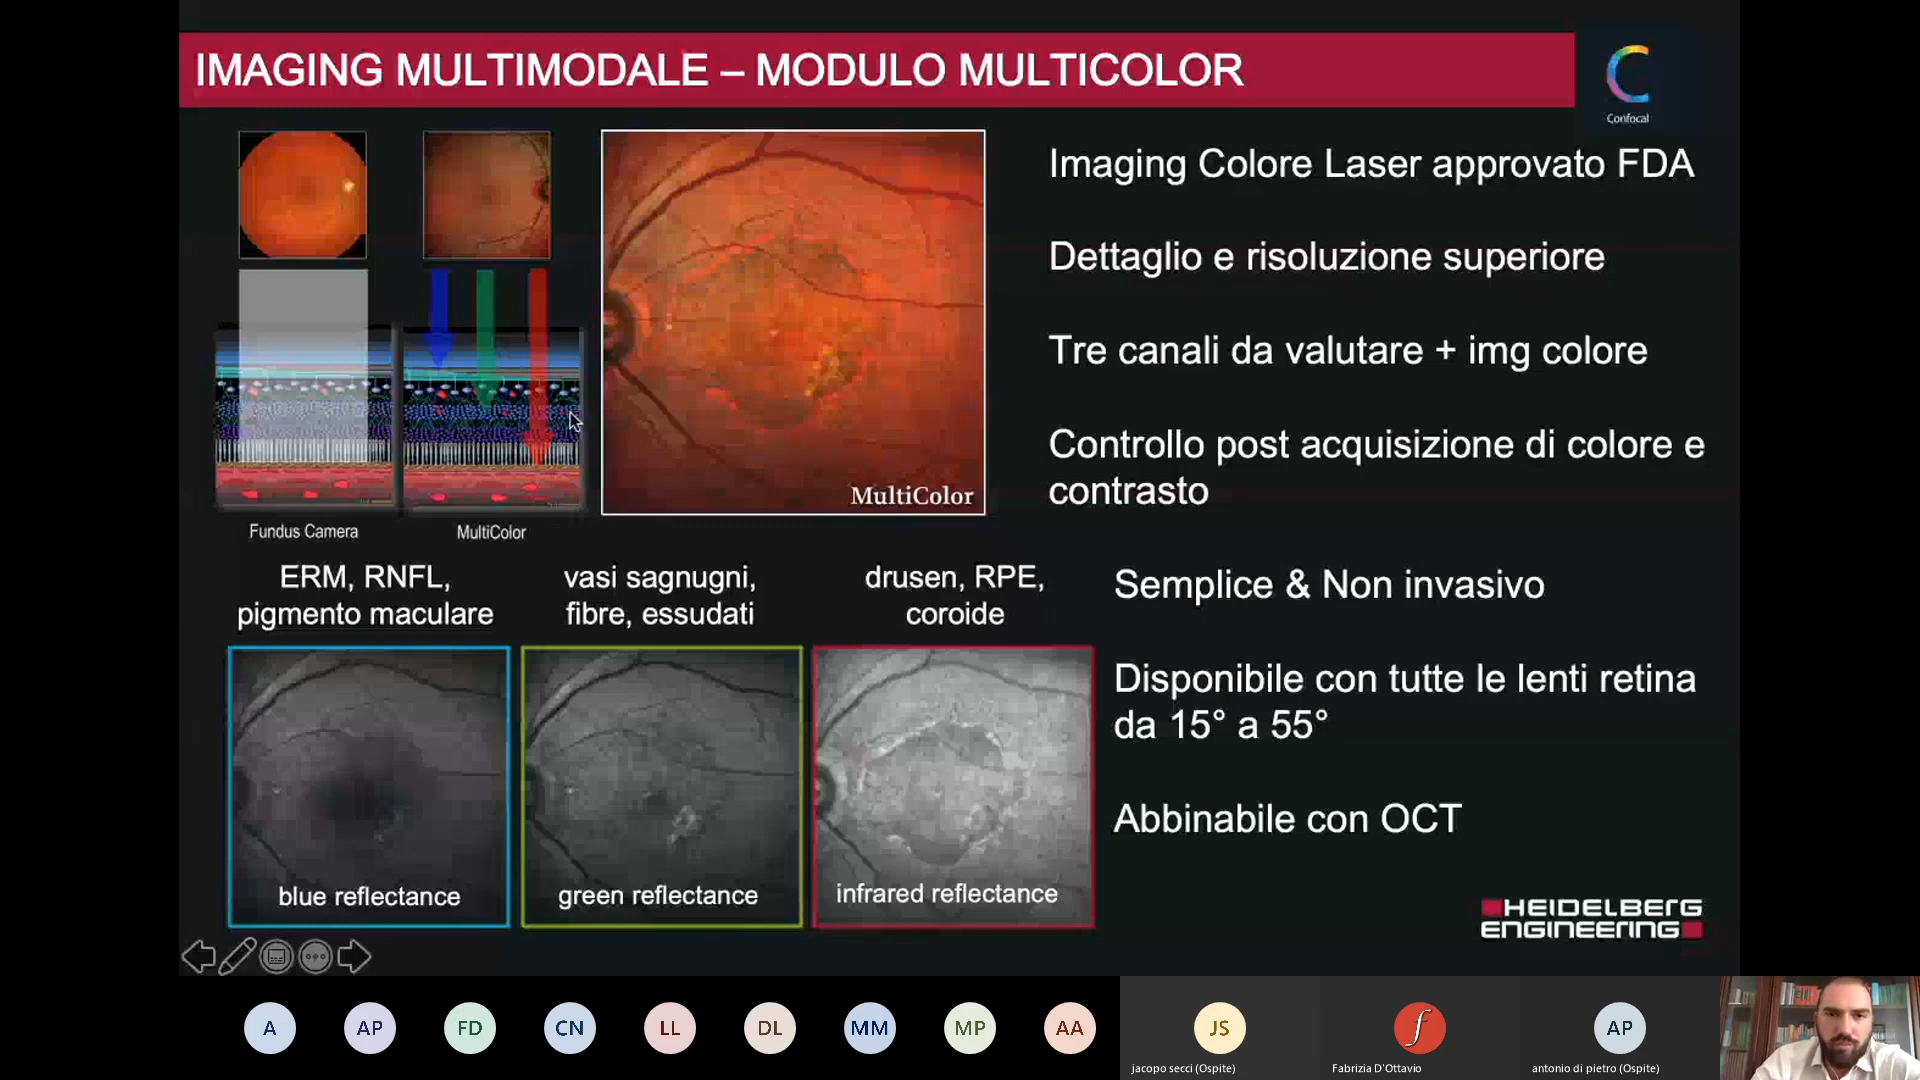 IMAGING MULTIMODALE – MODULO MULTICOLOR
Confocal
Imaging Colore Laser approvato FDA
Dettaglio e risoluzione superiore
Tre canali da valutare + img colore
Controllo post acquisizione di colore e
contrasto
MultiColor
Fundus Camera
MultiColor
ERM, RNFL,
pigmento maculare
vasi sagnugni,
fibre, essudati
drusen, RPE,
coroide
Semplice & Non invasivo
Disponibile con tutte le lenti retina
da 15° a 55°
Abbinabile con OCT
blue reflectance
green reflectance
infrared reflectance
HEIDELBERG
ENGINEERING
A
AP
FD
CN
LL
DL
MM
MP
AA
JS
f
AP
jacopo secci (Ospite)
Fabrizia D'Ottavio
antonio di pietro (Ospite)